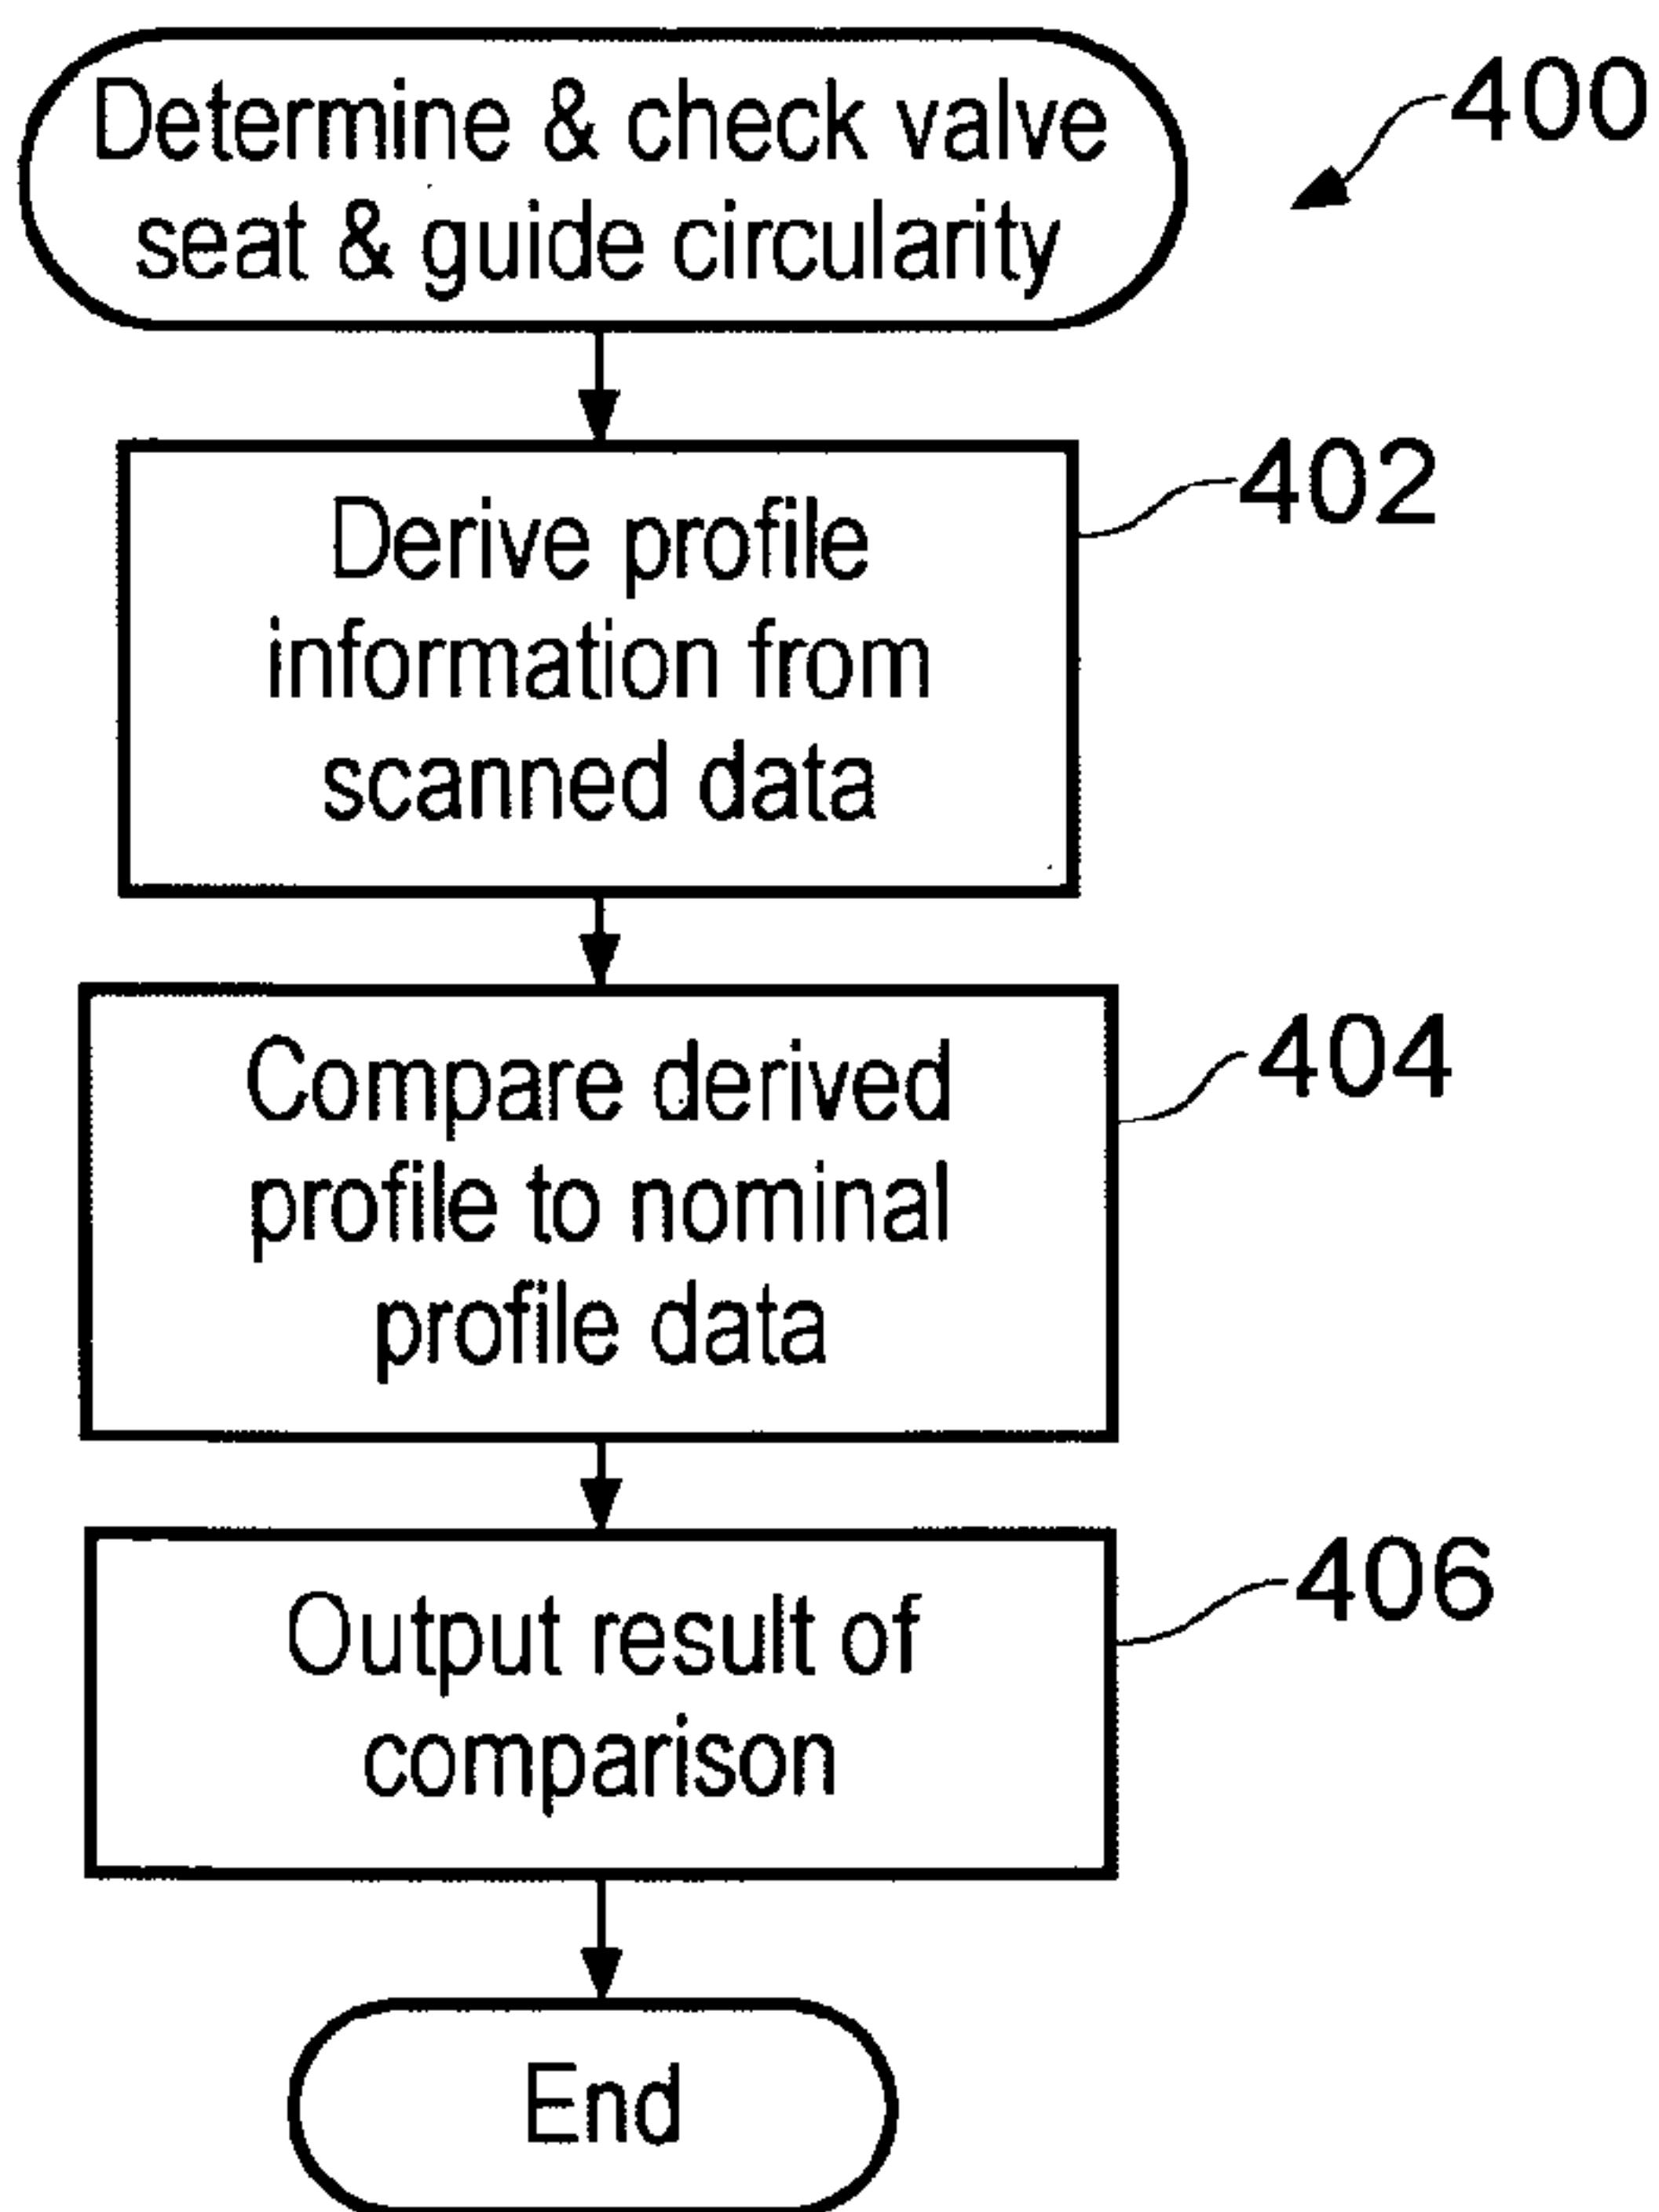 Determine & check valve
seat & guide circularity
400
Derive profile
information from
scanned data
402
Compare derived
profile to nominal
profile data
404
Output result of
comparison
406
End